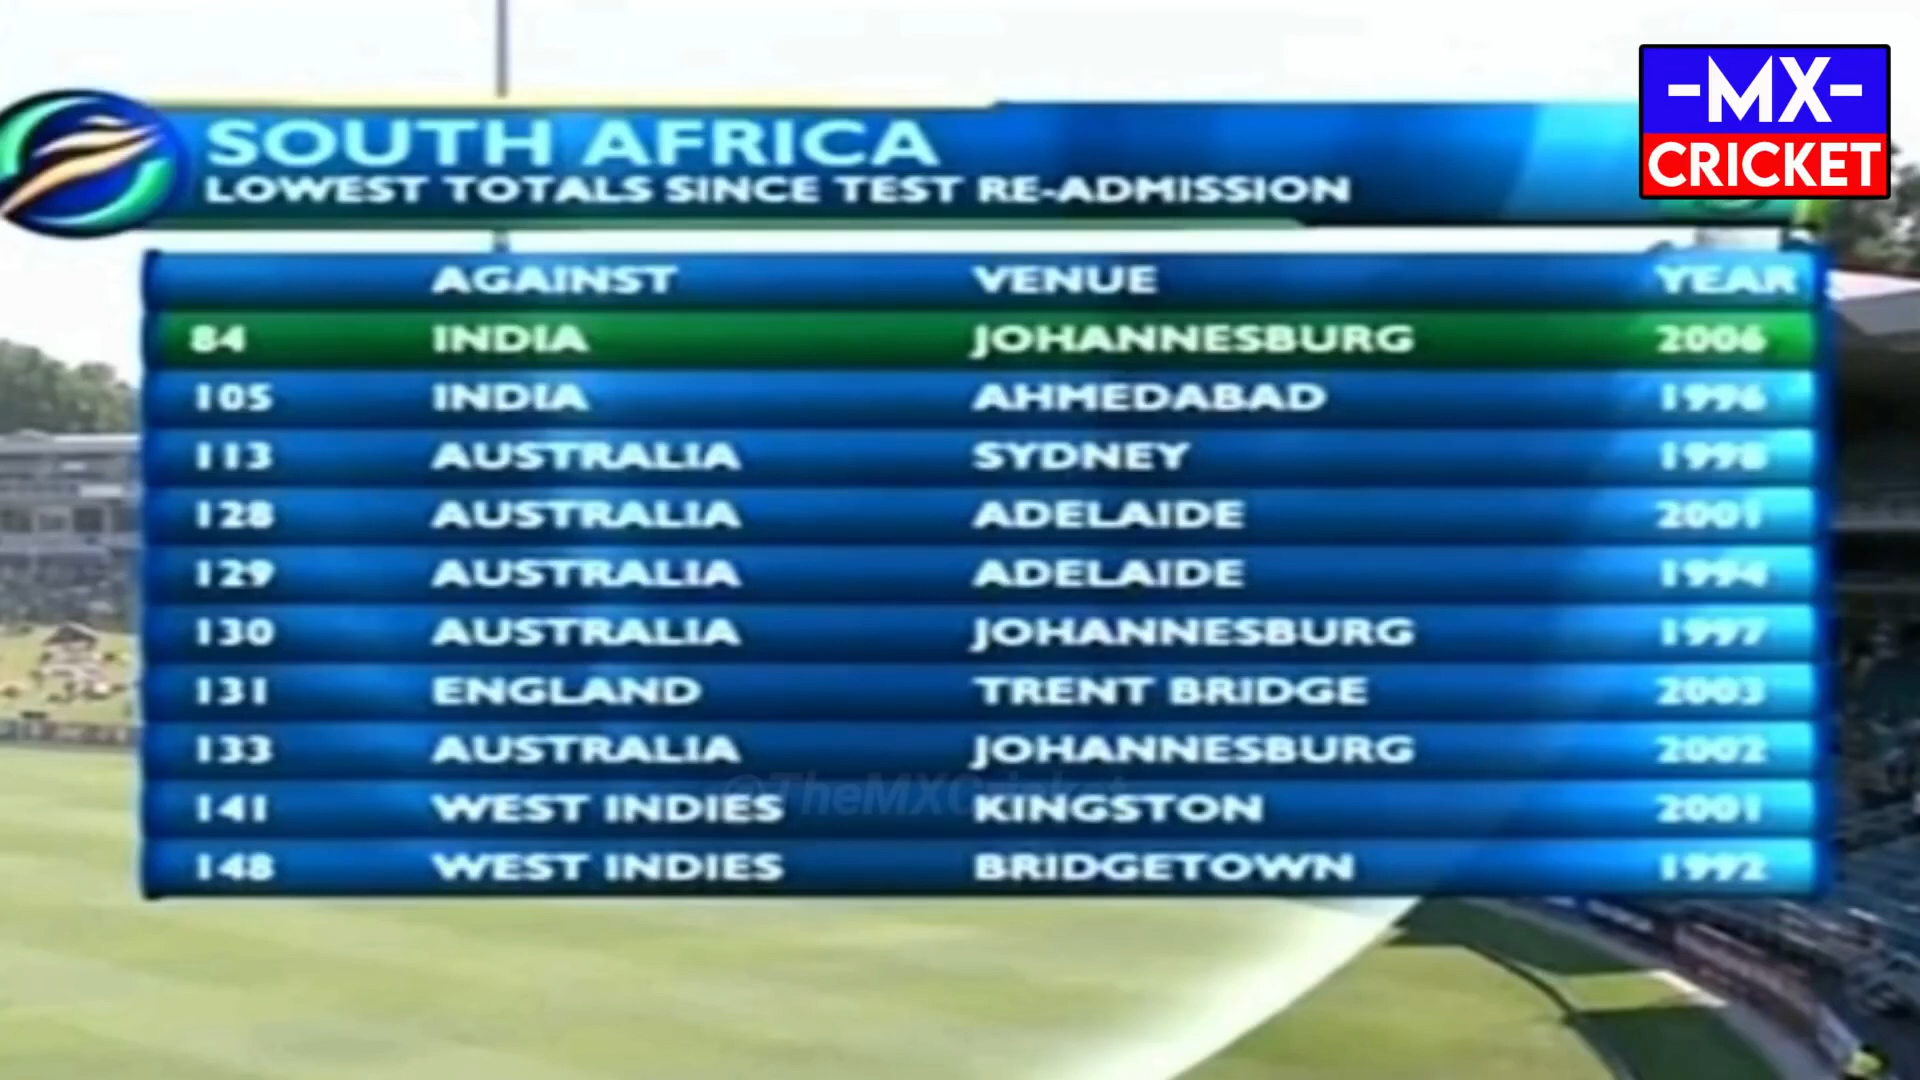 -MX-
CRICKET
SOUTH AFRICA
LOWEST TOTALS SINCE TEST RE-ADMISSION
AGAINST VENUE YEAR
84 INDIA JOHANNESBURG 2006
105 INDIA AHMEDABAD 1996
113 AUSTRALIA SYDNEY 1998
128 AUSTRALIA ADELAIDE 2001
129 AUSTRALIA ADELAIDE 1994
130 AUSTRALIA JOHANNESBURG 1997
131 ENGLAND TRENT BRIDGE 2003
133 AUSTRALIA JOHANNESBURG 2002
@TheMXCricket
141 WEST INDIES KINGSTON 2001
148 WEST INDIES BRIDGETOWN 1992